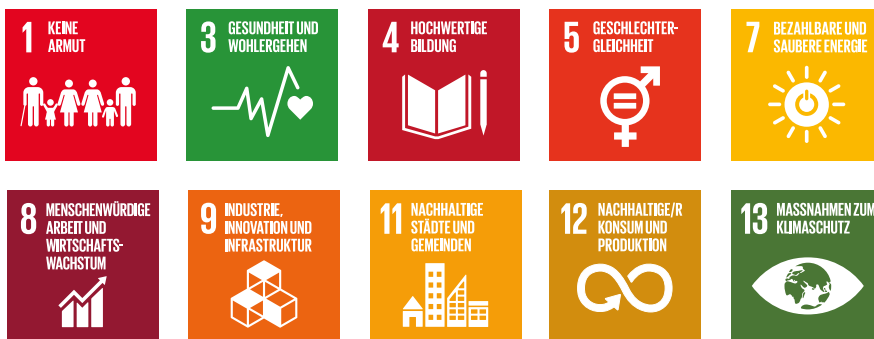 1 KEINE
ARMUT
3 GESUNDHEIT UND
WOHLERGEHEN
4 HOCHWERTIGE
BILDUNG
5 GESCHLECHTER-
GLEICHHEIT
7 BEZAHLBARE UND
SAUBERE ENERGIE
8 MENSCHENWÜRDIGE
ARBEIT UND
WIRTSCHAFTS-
WACHSTUM
9 INDUSTRIE,
INNOVATION UND
INFRASTRUKTUR
11 NACHHALTIGE
STÄDTE UND
GEMEINDEN
12 NACHHALTIGE/R
KONSUM UND
PRODUKTION
13 MASSNAHMEN ZUM
KLIMASCHUTZ